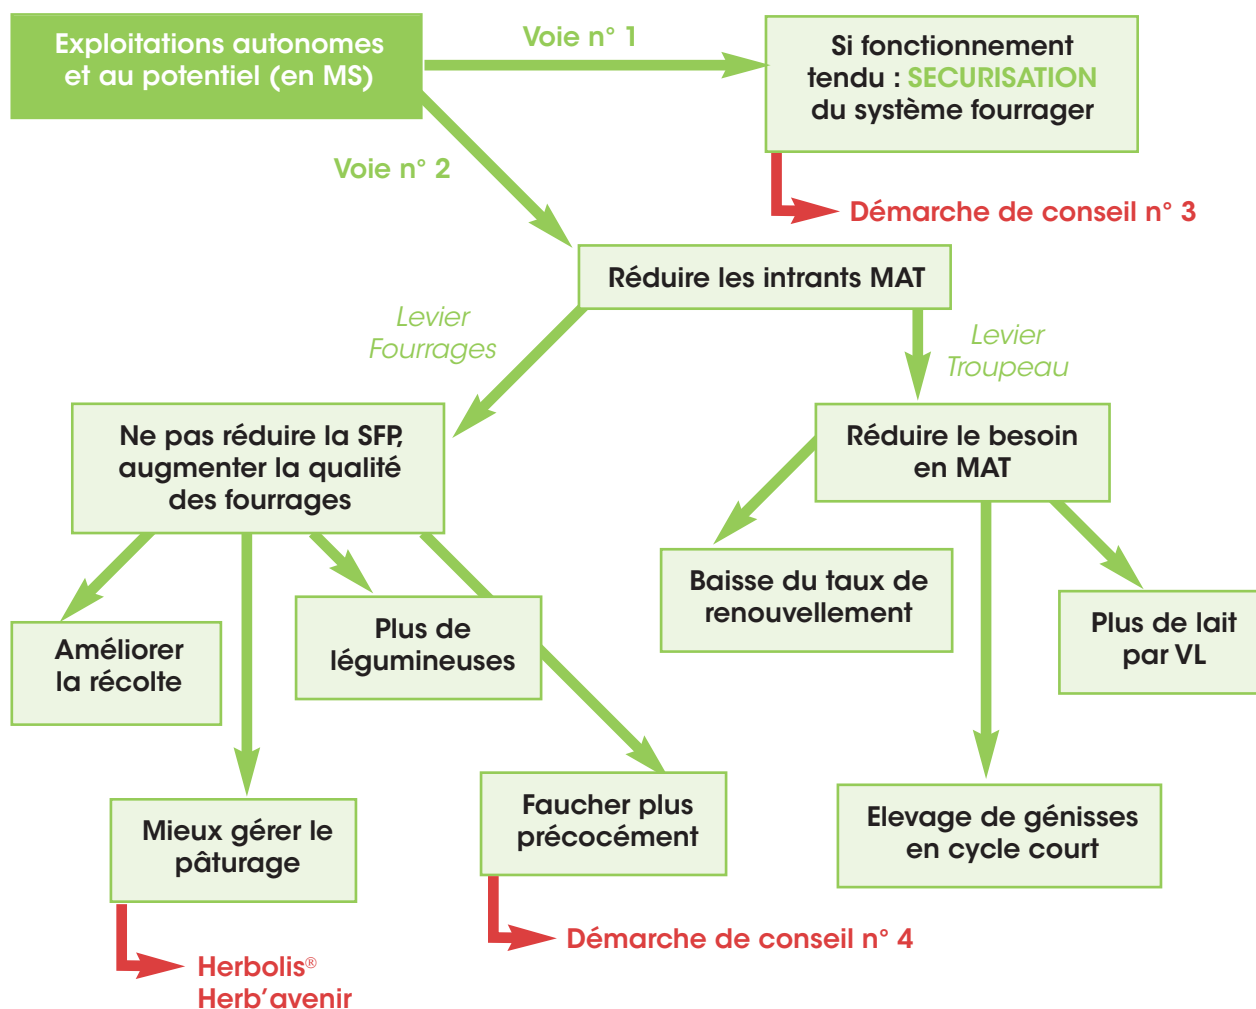 Exploitations autonomes
et au potentiel (en MS)
Voie n° 1
Si fonctionnement
tendu : SECURISATION
du système fourrager
Voie n° 2
Démarche de conseil n° 3
Réduire les intrants MAT
Levier
Fourrages
Levier
Troupeau
Ne pas réduire la SFP,
augmenter la qualité
des fourrages
Réduire le besoin
en MAT
Améliorer
la récolte
Plus de
légumineuses
Baisse du taux de
renouvellement
Plus de lait
par VL
Mieux gérer le
pâturage
Faucher plus
précocément
Elevage de génisses
en cycle court
Herbolis®
Herb'avenir
Démarche de conseil n° 4